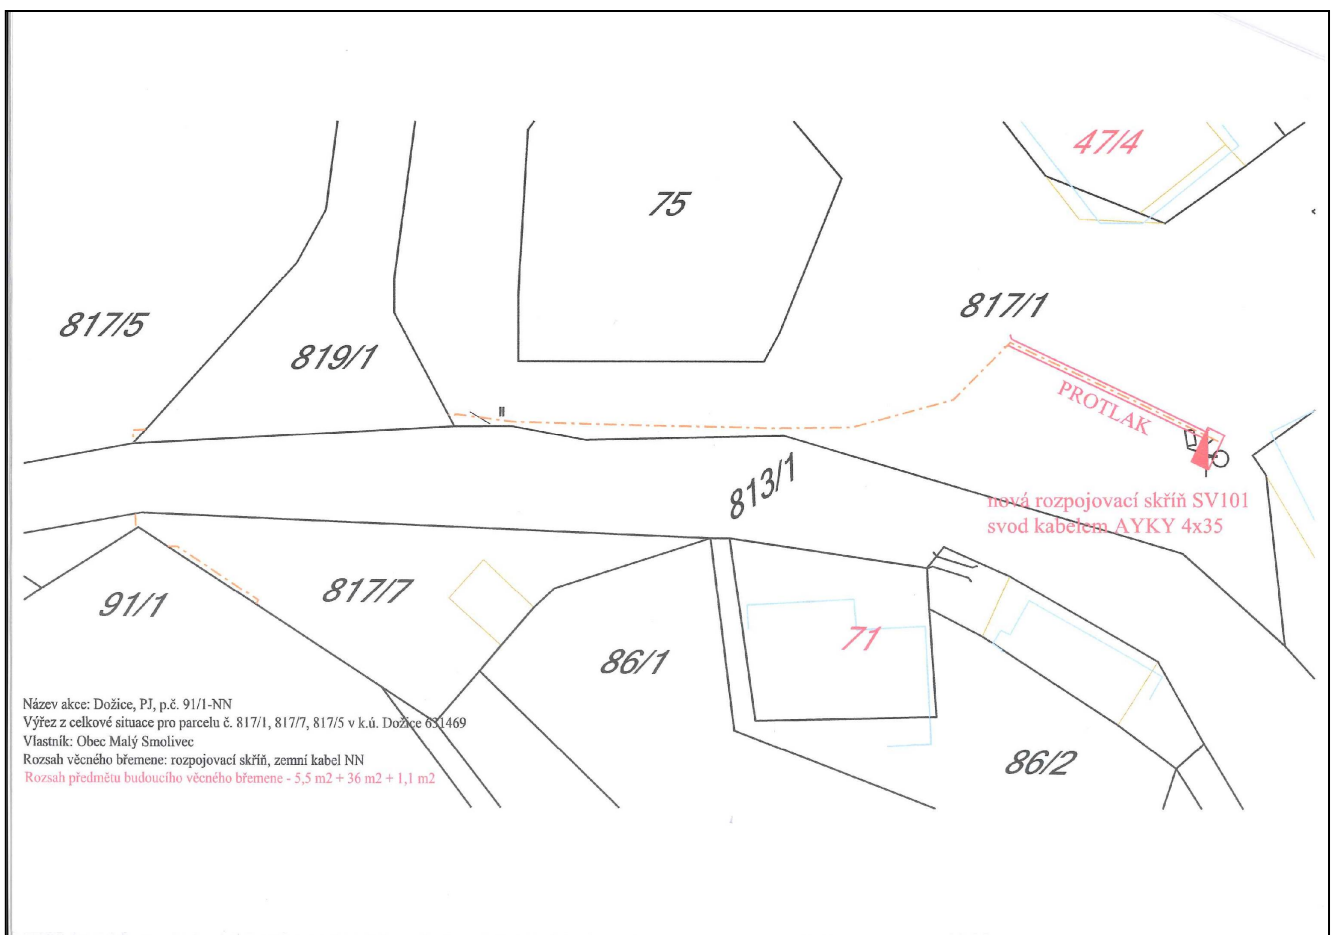 47/4
75
817/1
817/5
819/1
PROTLAK
813/1
nová rozpojovací skříň SV101
svod kabelem AYKY 4x35
91/1
817/7
86/1
71
86/2
Název akce: Dožice, PJ, p.č. 91/1-NN
Výřez z celkové situace pro parcelu č. 817/1, 817/7, 817/5 v k.ú. Dožice 631469
Vlastník: Obec Malý Smolivec
Rozsah věcného břemene: rozpojovací skříň, zemní kabel NN
Rozsah předmětu budoucího věcného břemene - 5,5 m2 + 36 m2 + 1,1 m2